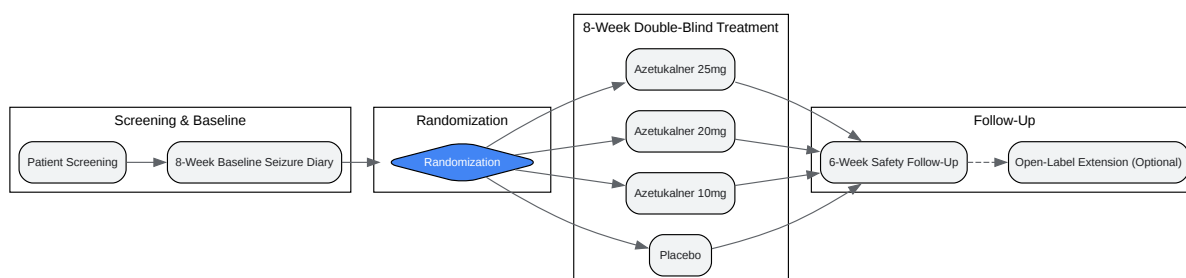 Screening & Baseline
Patient Screening
8-Week Baseline Seizure Diary
Randomization
Randomization
8-Week Double-Blind Treatment
Azetukalner 25mg
Azetukalner 20mg
Azetukalner 10mg
Placebo
Follow-Up
6-Week Safety Follow-Up
Open-Label Extension (Optional)